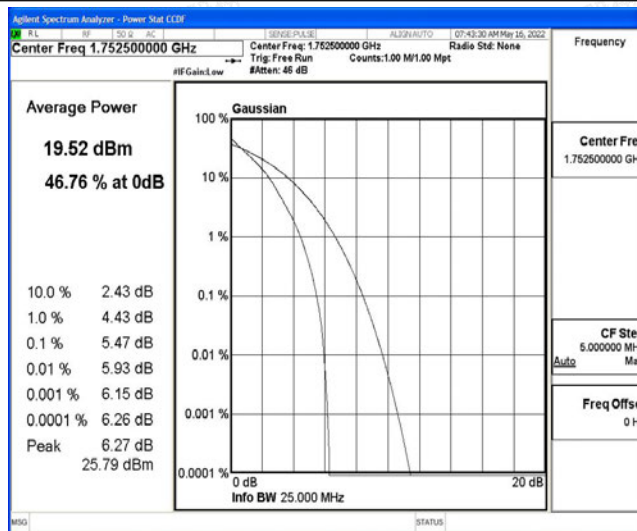 Agilent Spectrum Analyzer - Power Stat CCDF
RL RF 50 Ω AC SENSE:PULSE ALIGN AUTO 07:43:30 AM May 16, 2022
Center Freq 1.752500000 GHz
Center Freq: 1.752500000 GHz Radio Std: None
Trig: Free Run Counts:1.00 M/1.00 Mpt
#IFGain:Low #Atten: 46 dB
Frequency
Average Power
19.52 dBm
46.76 % at 0dB
10.0 % 2.43 dB
1.0 % 4.43 dB
0.1 % 5.47 dB
0.01 % 5.93 dB
0.001 % 6.15 dB
0.0001 % 6.26 dB
Peak 6.27 dB
25.79 dBm
Gaussian
100 %
10 %
1 %
0.1 %
0.01 %
0.001 %
0.0001 %
0 dB 20 dB
Info BW 25.000 MHz
Center Fre
1.752500000 GH
CF Ste
5.000000 MH
Auto Ma
Freq Offs
0 H
MSG STATUS